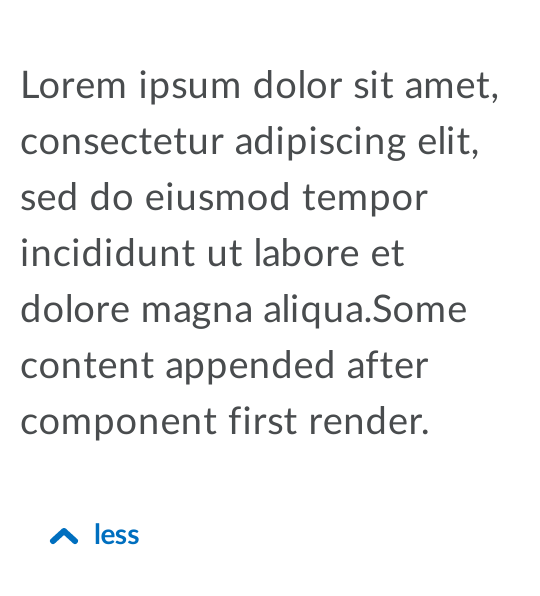 Lorem ipsum dolor sit amet,
consectetur adipiscing elit,
sed do eiusmod tempor
incididunt ut labore et
dolore magna aliqua.Some
content appended after
component first render.
less